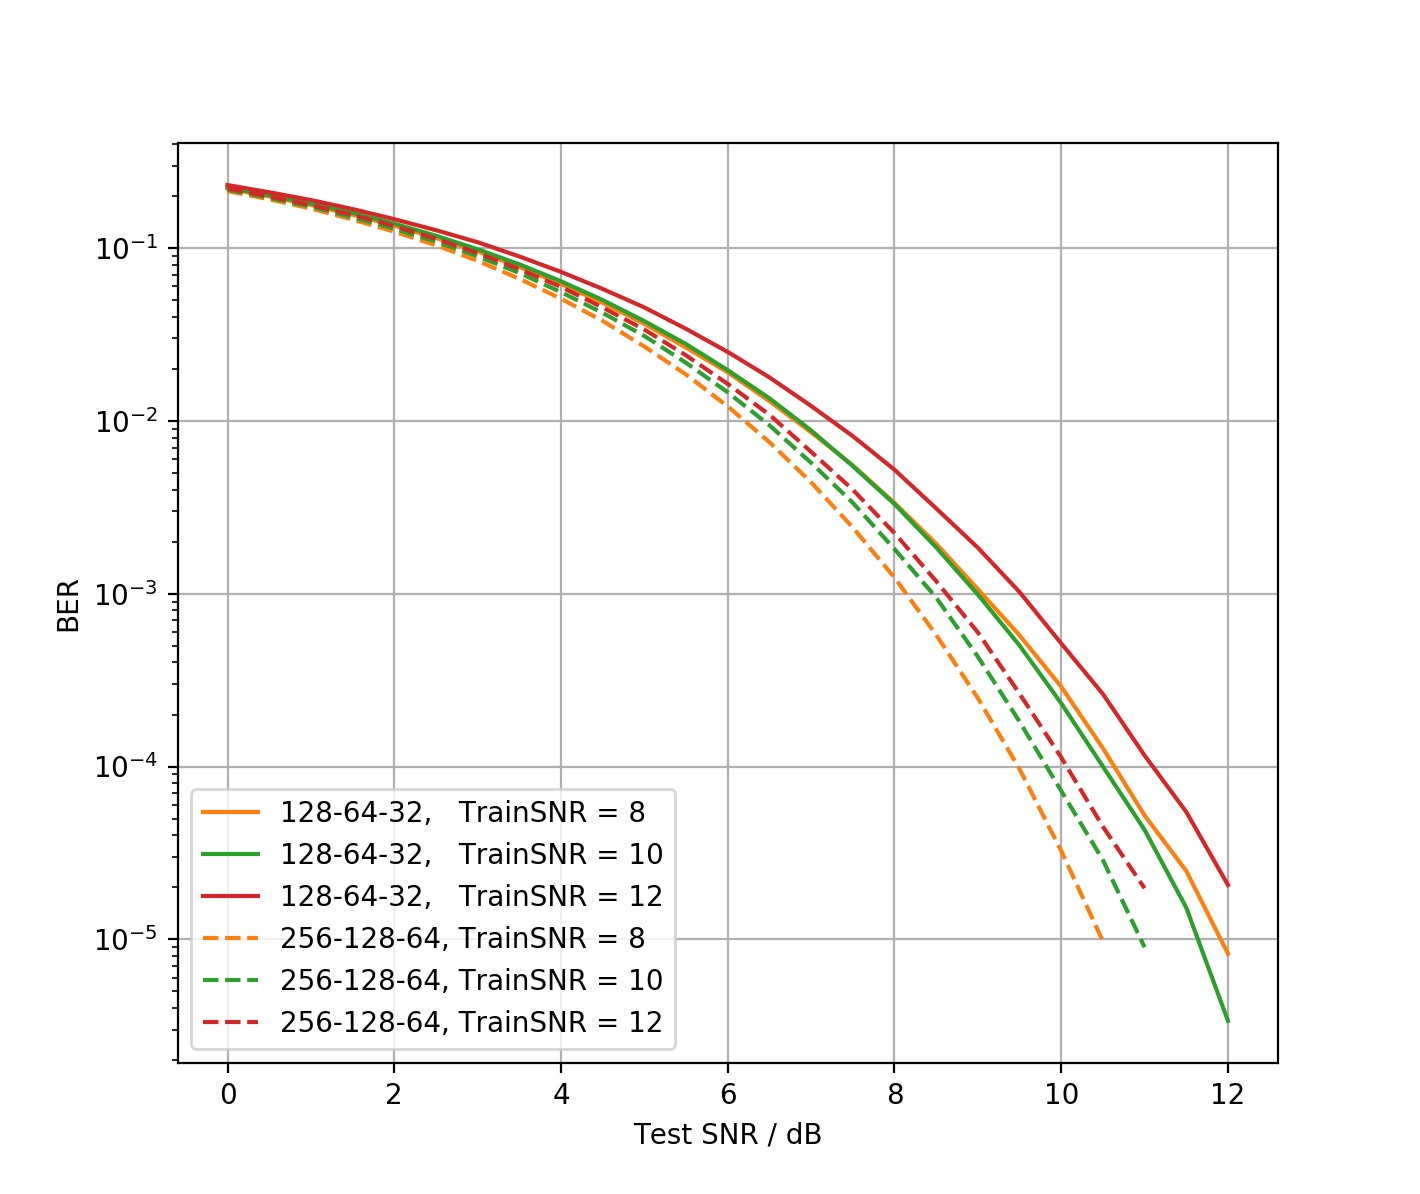 10⁻¹
10⁻²
10⁻³
10⁻⁴
10⁻⁵
BER
128-64-32, TrainSNR = 8
128-64-32, TrainSNR = 10
128-64-32, TrainSNR = 12
256-128-64, TrainSNR = 8
256-128-64, TrainSNR = 10
256-128-64, TrainSNR = 12
0 2 4 6 8 10 12
Test SNR / dB